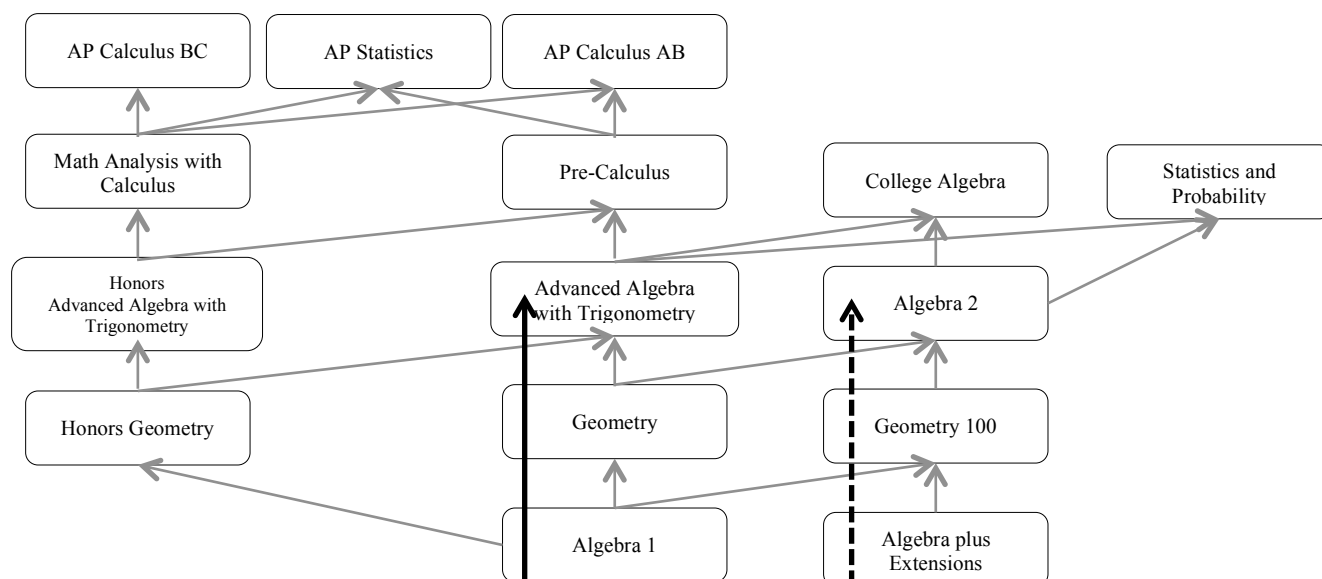 AP Calculus BC
AP Statistics
AP Calculus AB
Math Analysis with
Calculus
Pre-Calculus
College Algebra
Statistics and
Probability
Honors
Advanced Algebra with
Trigonometry
Advanced Algebra
with Trigonometry
Algebra 2
Honors Geometry
Geometry
Geometry 100
Algebra 1
Algebra plus
Extensions